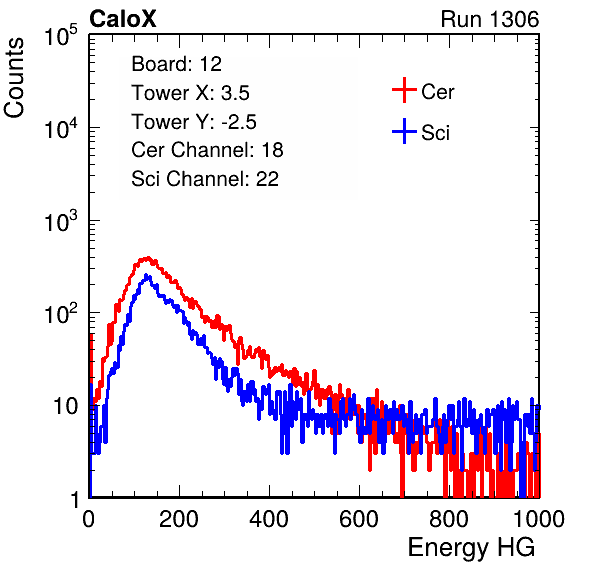 CaloX Run 1306
Counts
10^5
10^4
10^3
10^2
10
1
Board: 12
Tower X: 3.5
Tower Y: -2.5
Cer Channel: 18
Sci Channel: 22
Cer
Sci
0 200 400 600 800 1000
Energy HG